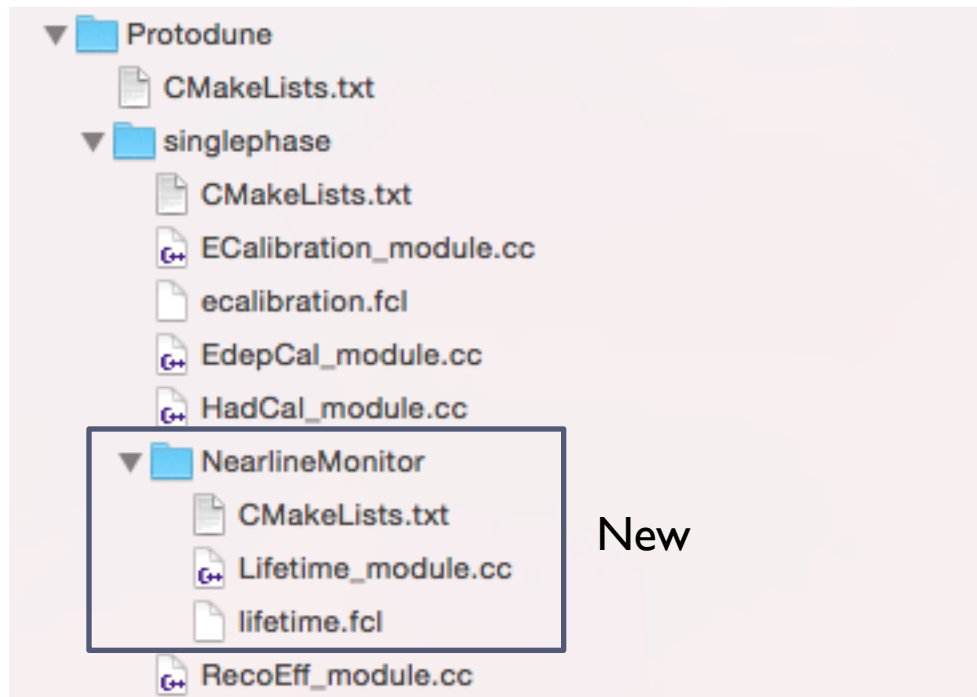 Protodune
CMakeLists.txt
singlephase
CMakeLists.txt
ECalibration_module.cc
ecalibration.fcl
EdepCal_module.cc
HadCal_module.cc
NearlineMonitor
CMakeLists.txt
Lifetime_module.cc
lifetime.fcl
New
RecoEff_module.cc